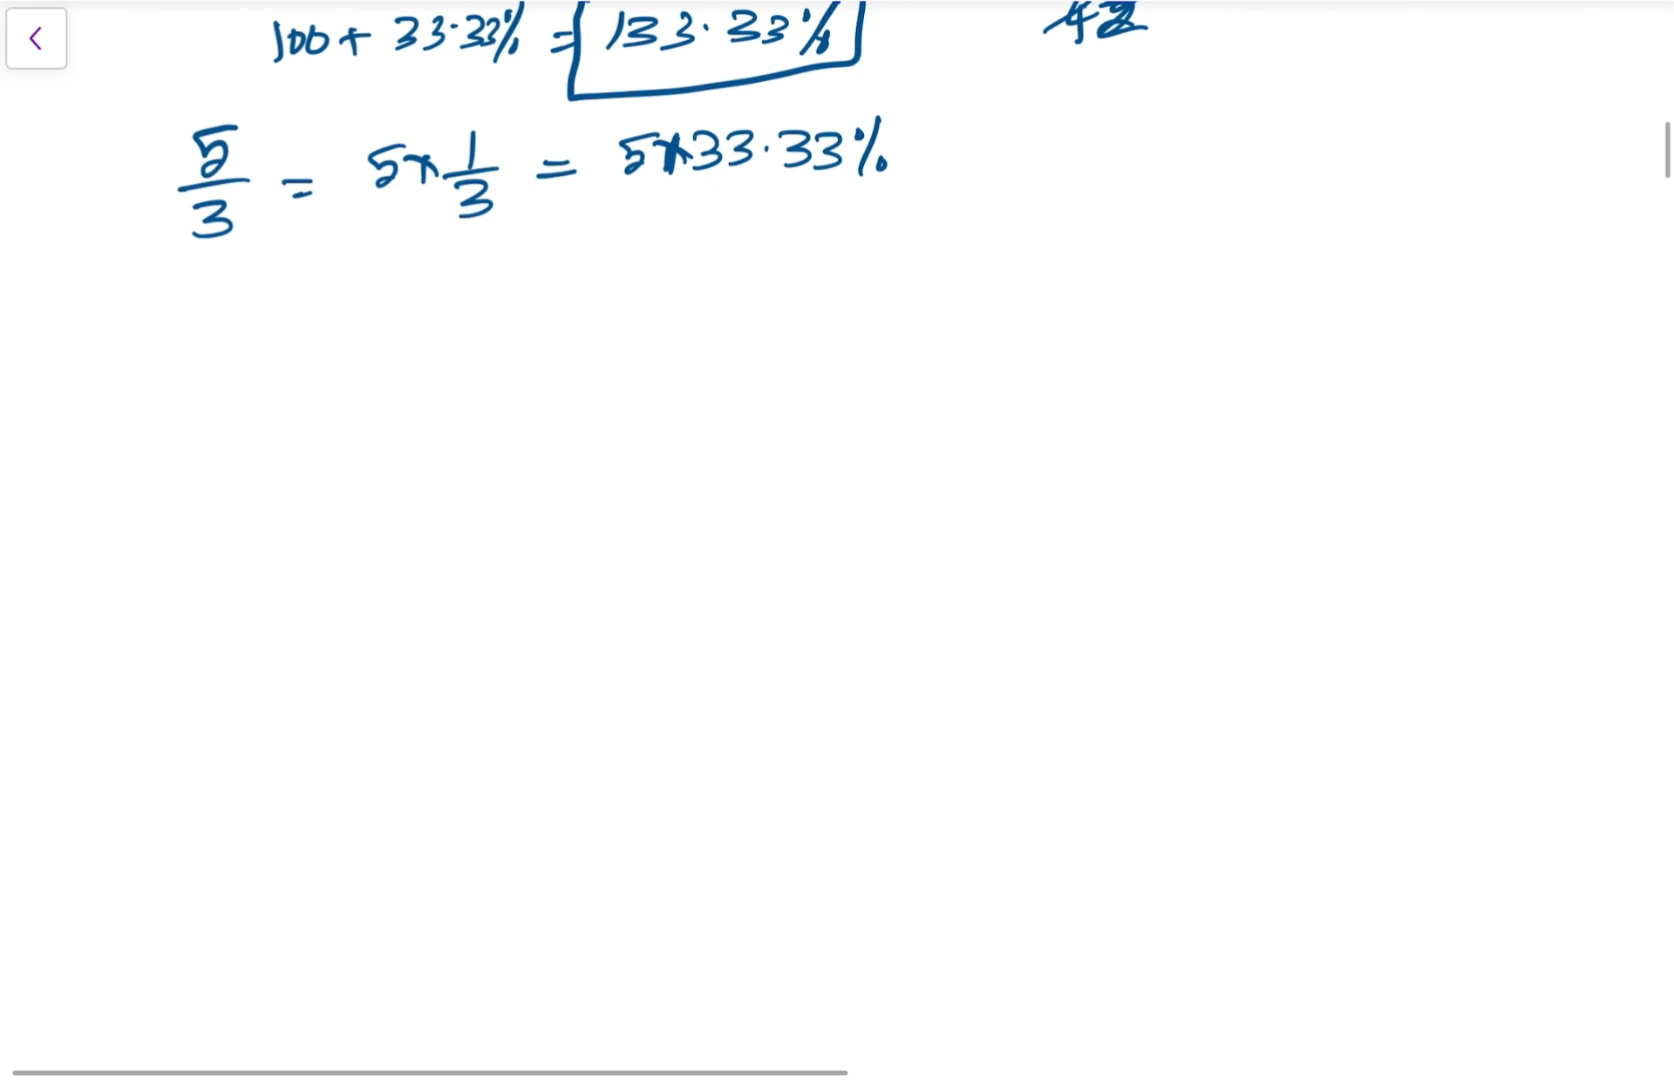 100 + 33.33% = 133.33%
5/3 = 5 × 1/3 = 5×33.33%